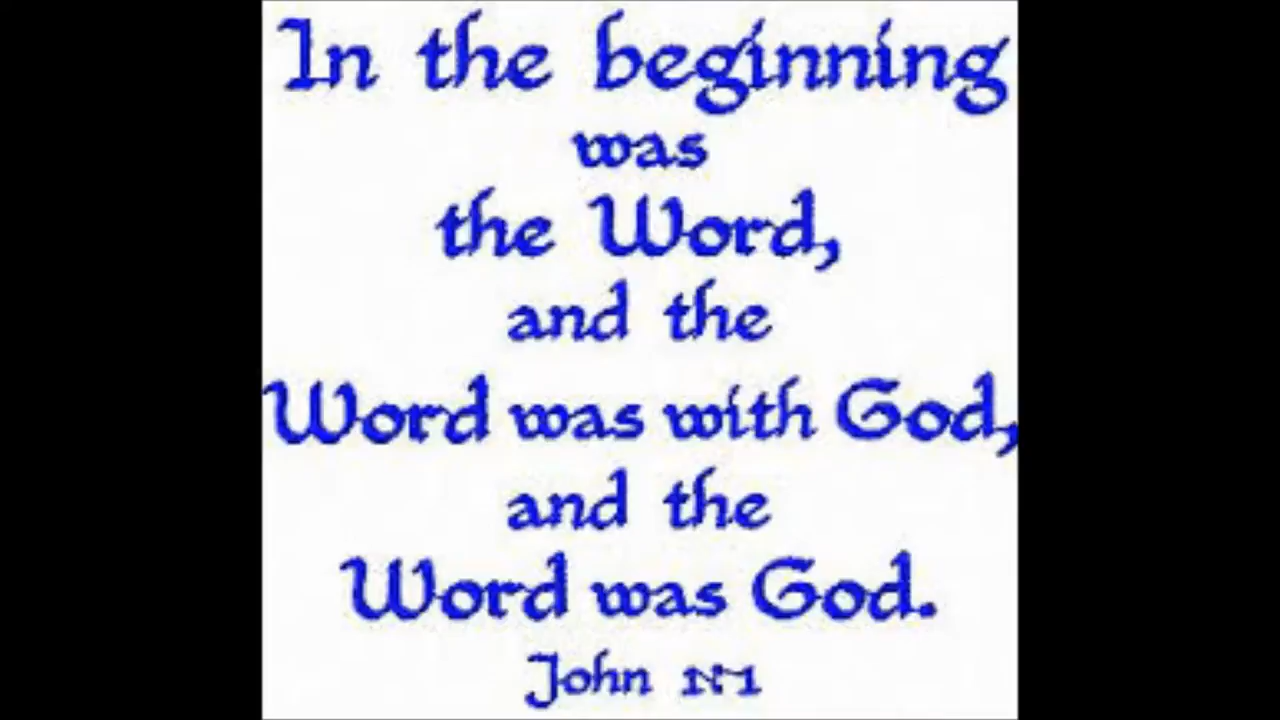 In the beginning
was
the Word,
and the
Word was with God,
and the
Word was God.
John 1:1